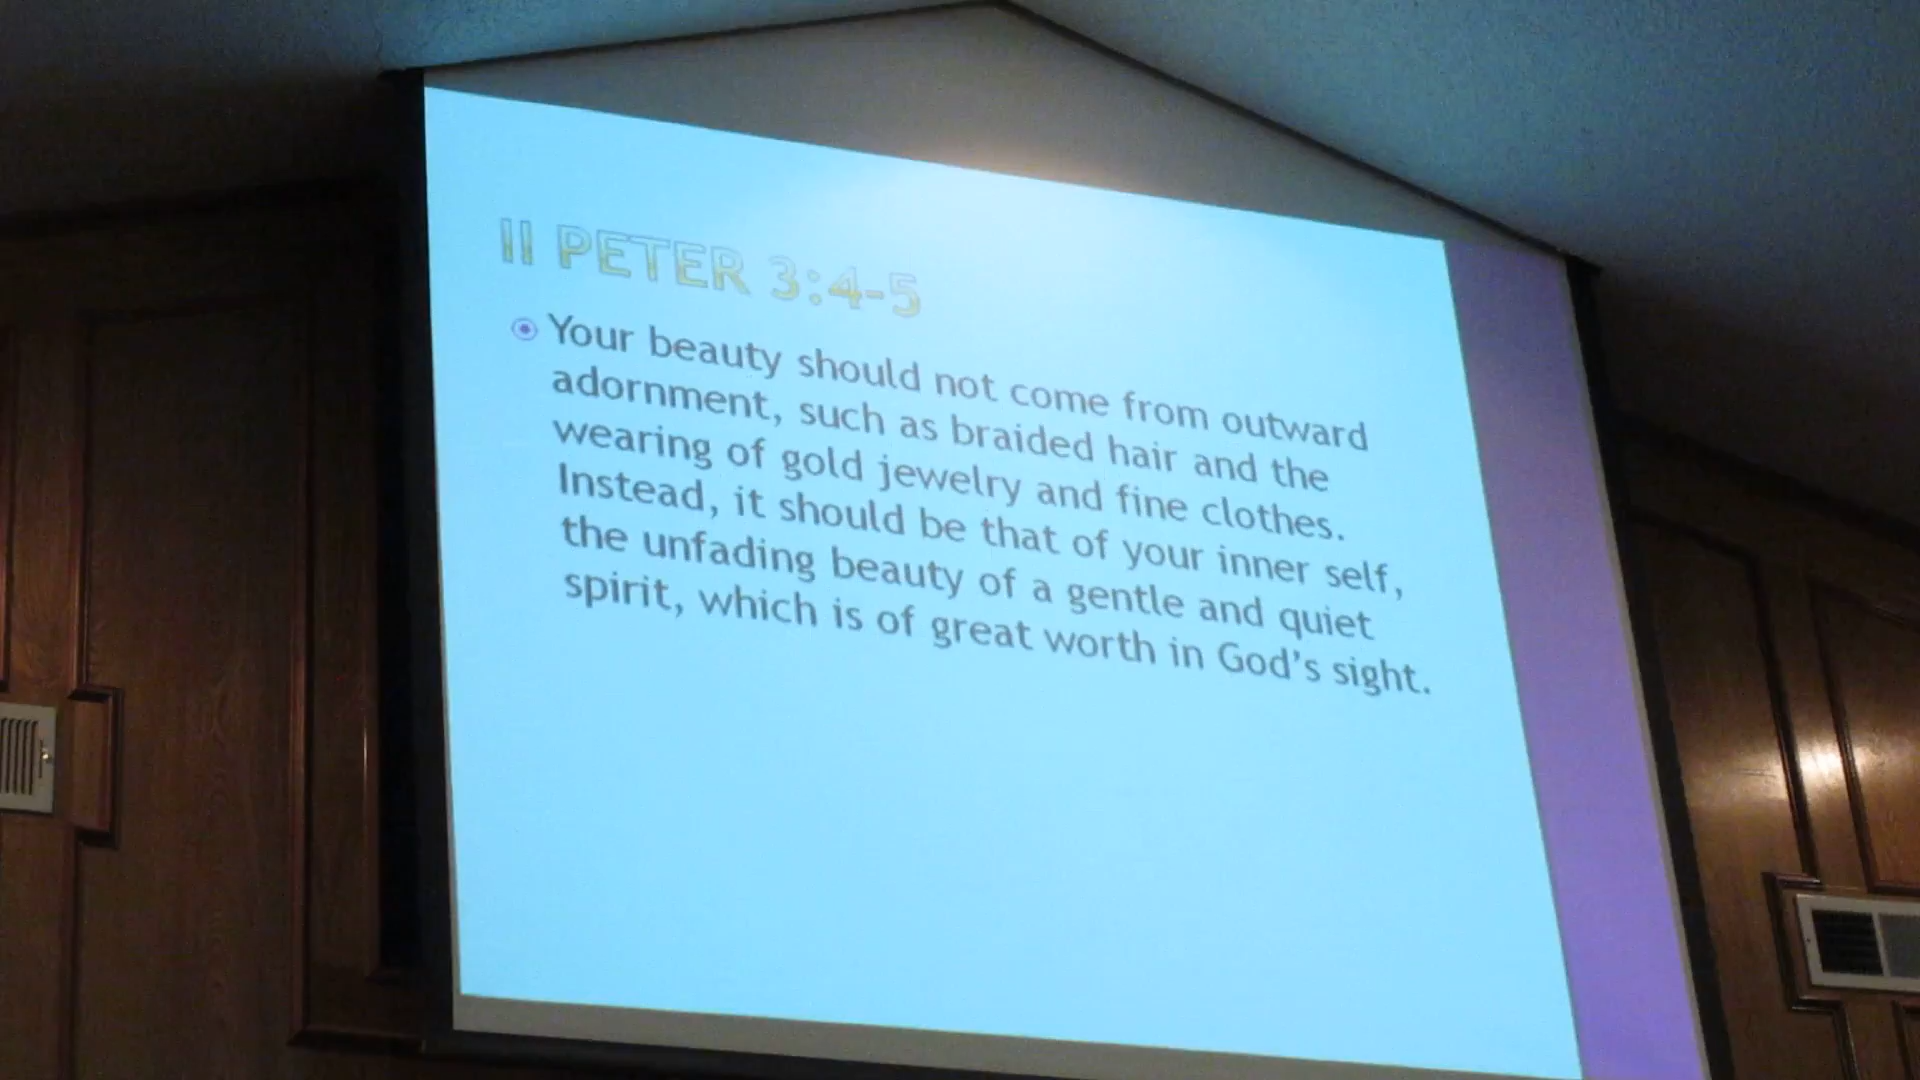 II PETER 3:4-5
Your beauty should not come from outward
adornment, such as braided hair and the
wearing of gold jewelry and fine clothes.
Instead, it should be that of your inner self,
the unfading beauty of a gentle and quiet
spirit, which is of great worth in God's sight.